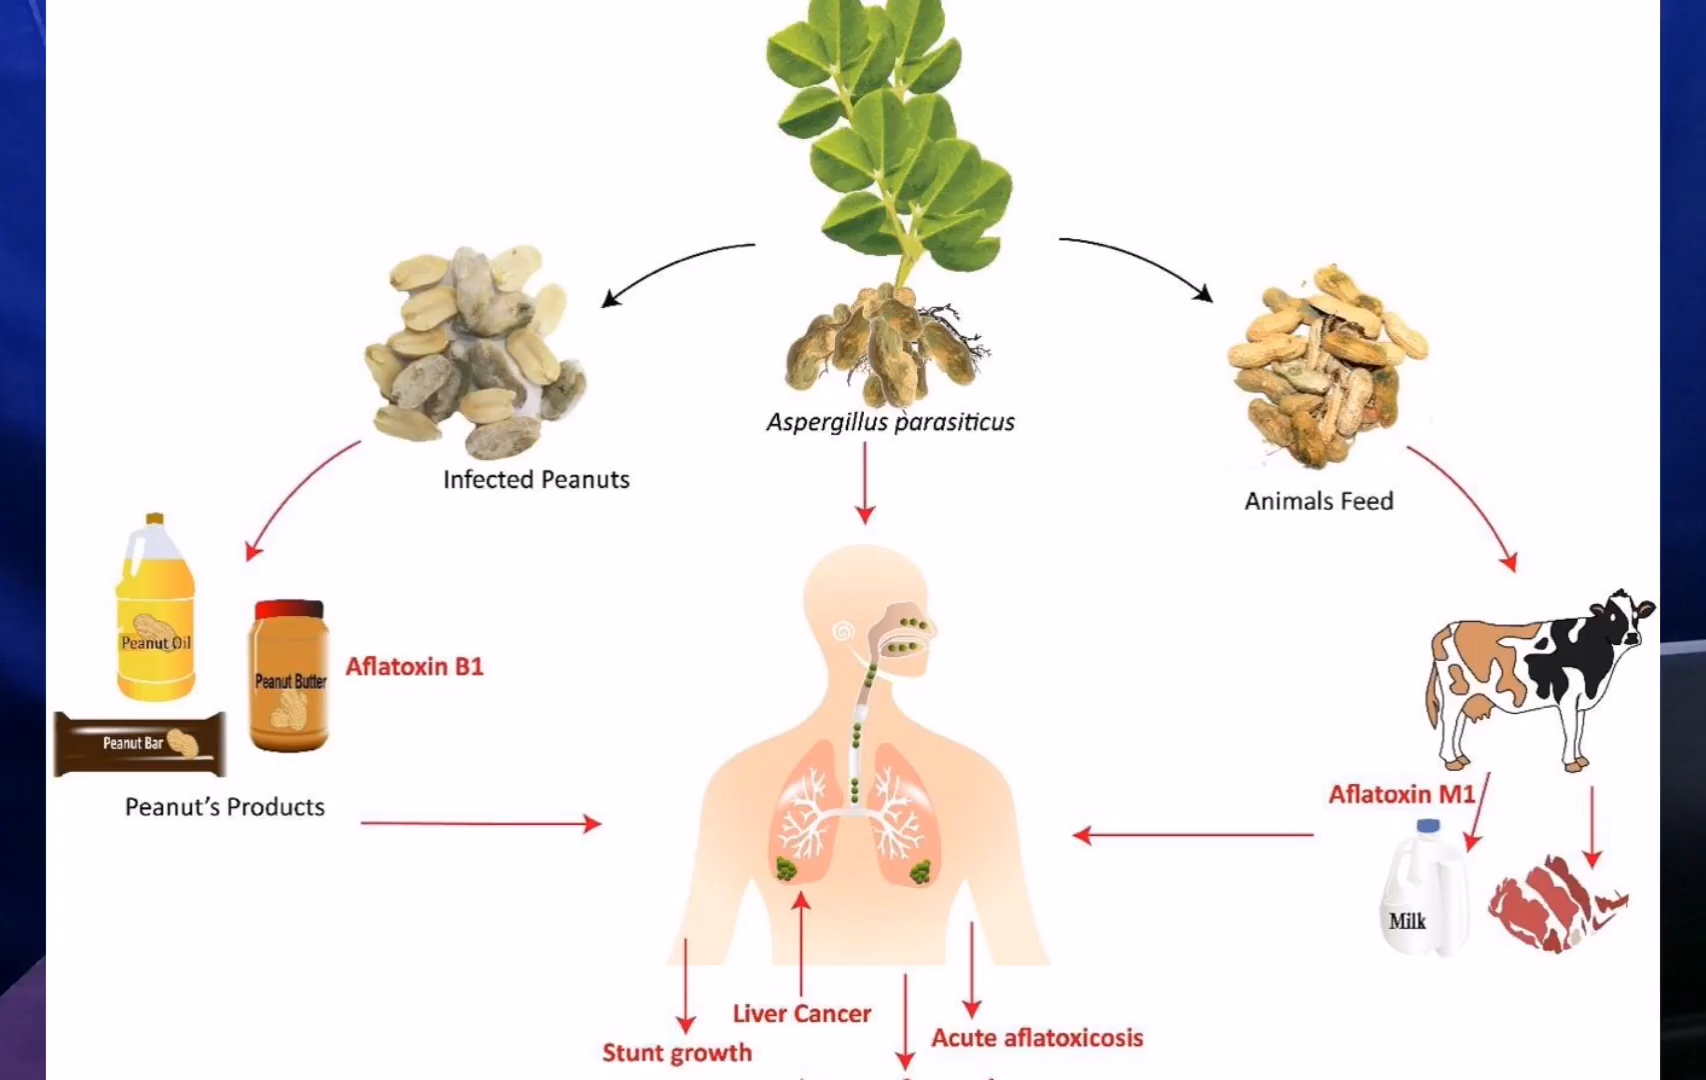 Aspergillus parasiticus
Infected Peanuts
Animals Feed
Peanut Oil
Peanut Butter
Aflatoxin B1
Peanut Bar
Peanut's Products
Aflatoxin M1
Milk
Liver Cancer
Acute aflatoxicosis
Stunt growth